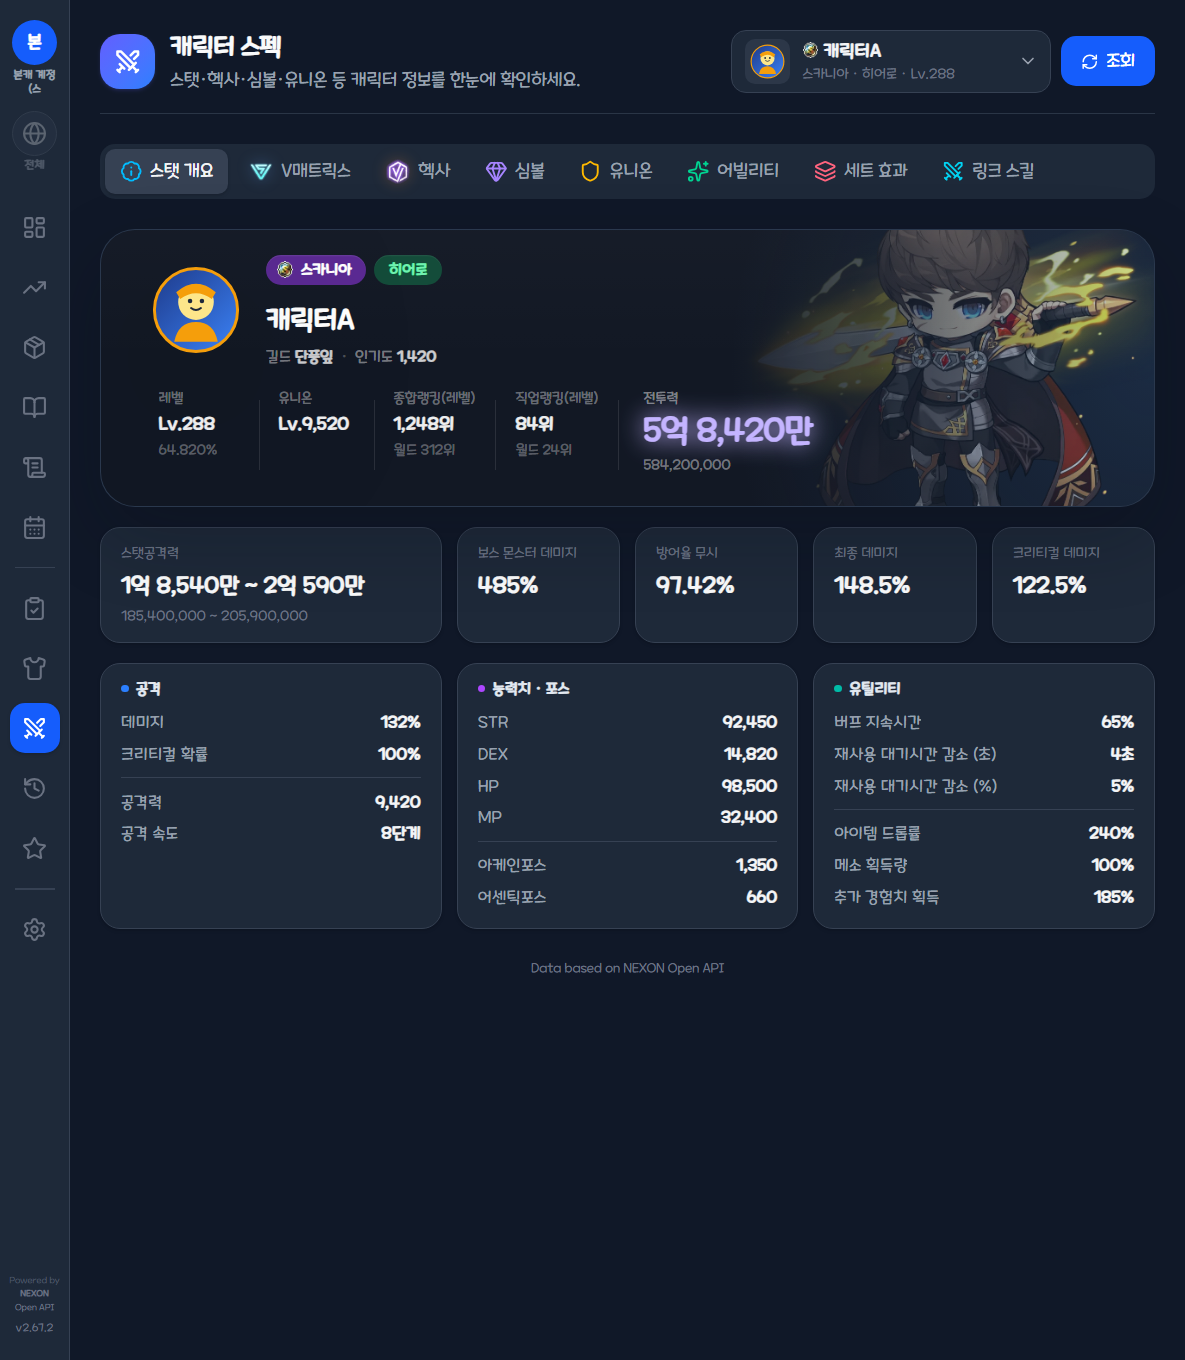 본
본캐 계정
(스
전체
Powered by
NEXON
Open API
v2.67.2
캐릭터 스펙
스탯·헥사·심볼·유니온 등 캐릭터 정보를 한눈에 확인하세요.
캐릭터A
스카니아 · 히어로 · Lv.288
조회
스탯 개요
V매트릭스
헥사
심볼
유니온
어빌리티
세트 효과
링크 스킬
스카니아
히어로
캐릭터A
길드 단풍잎 · 인기도 1,420
레벨
Lv.288
64.820%
유니온
Lv.9,520
종합랭킹(레벨)
1,248위
월드 312위
직업랭킹(레벨)
84위
월드 24위
전투력
5억 8,420만
584,200,000
스탯공격력
1억 8,540만 ~ 2억 590만
185,400,000 ~ 205,900,000
보스 몬스터 데미지
485%
방어율 무시
97.42%
최종 데미지
148.5%
크리티컬 데미지
122.5%
공격
데미지 132%
크리티컬 확률 100%
공격력 9,420
공격 속도 8단계
능력치 · 포스
STR 92,450
DEX 14,820
HP 98,500
MP 32,400
아케인포스 1,350
어센틱포스 660
유틸리티
버프 지속시간 65%
재사용 대기시간 감소 (초) 4초
재사용 대기시간 감소 (%) 5%
아이템 드롭률 240%
메소 획득량 100%
추가 경험치 획득 185%
Data based on NEXON Open API